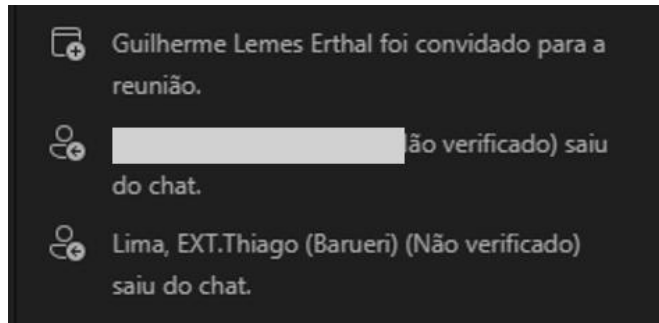 Guilherme Lemes Erthal foi convidado para a
reunião.
verificado) saiu
do chat.
Lima, EXT.Thiago (Barueri) (Não verificado)
saiu do chat.